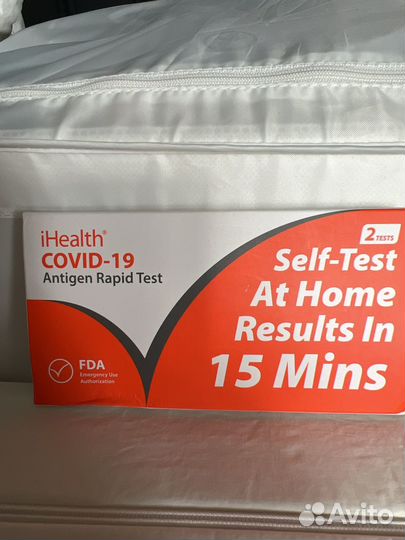 iHealth®
COVID-19
Antigen Rapid Test
FDA
Emergency Use
Authorization
2 TESTS
Self-Test
At Home
Results In
15 Mins
Avito